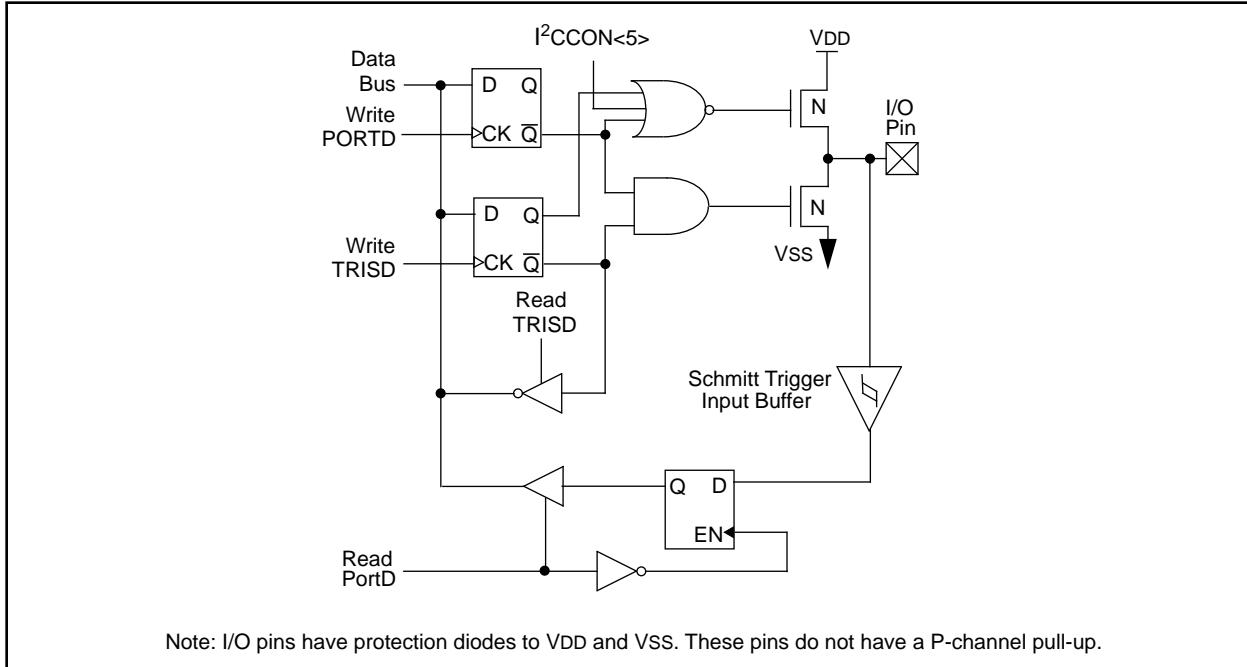 I²CCON<5>
VDD
Data
Bus
D Q
Write
PORTD
CK Q̅
N
I/O
Pin
D Q
N
Write
TRISD
CK Q̅
VSS
Read
TRISD
Schmitt Trigger
Input Buffer
Q D
EN
Read
PortD
Note: I/O pins have protection diodes to VDD and VSS. These pins do not have a P-channel pull-up.